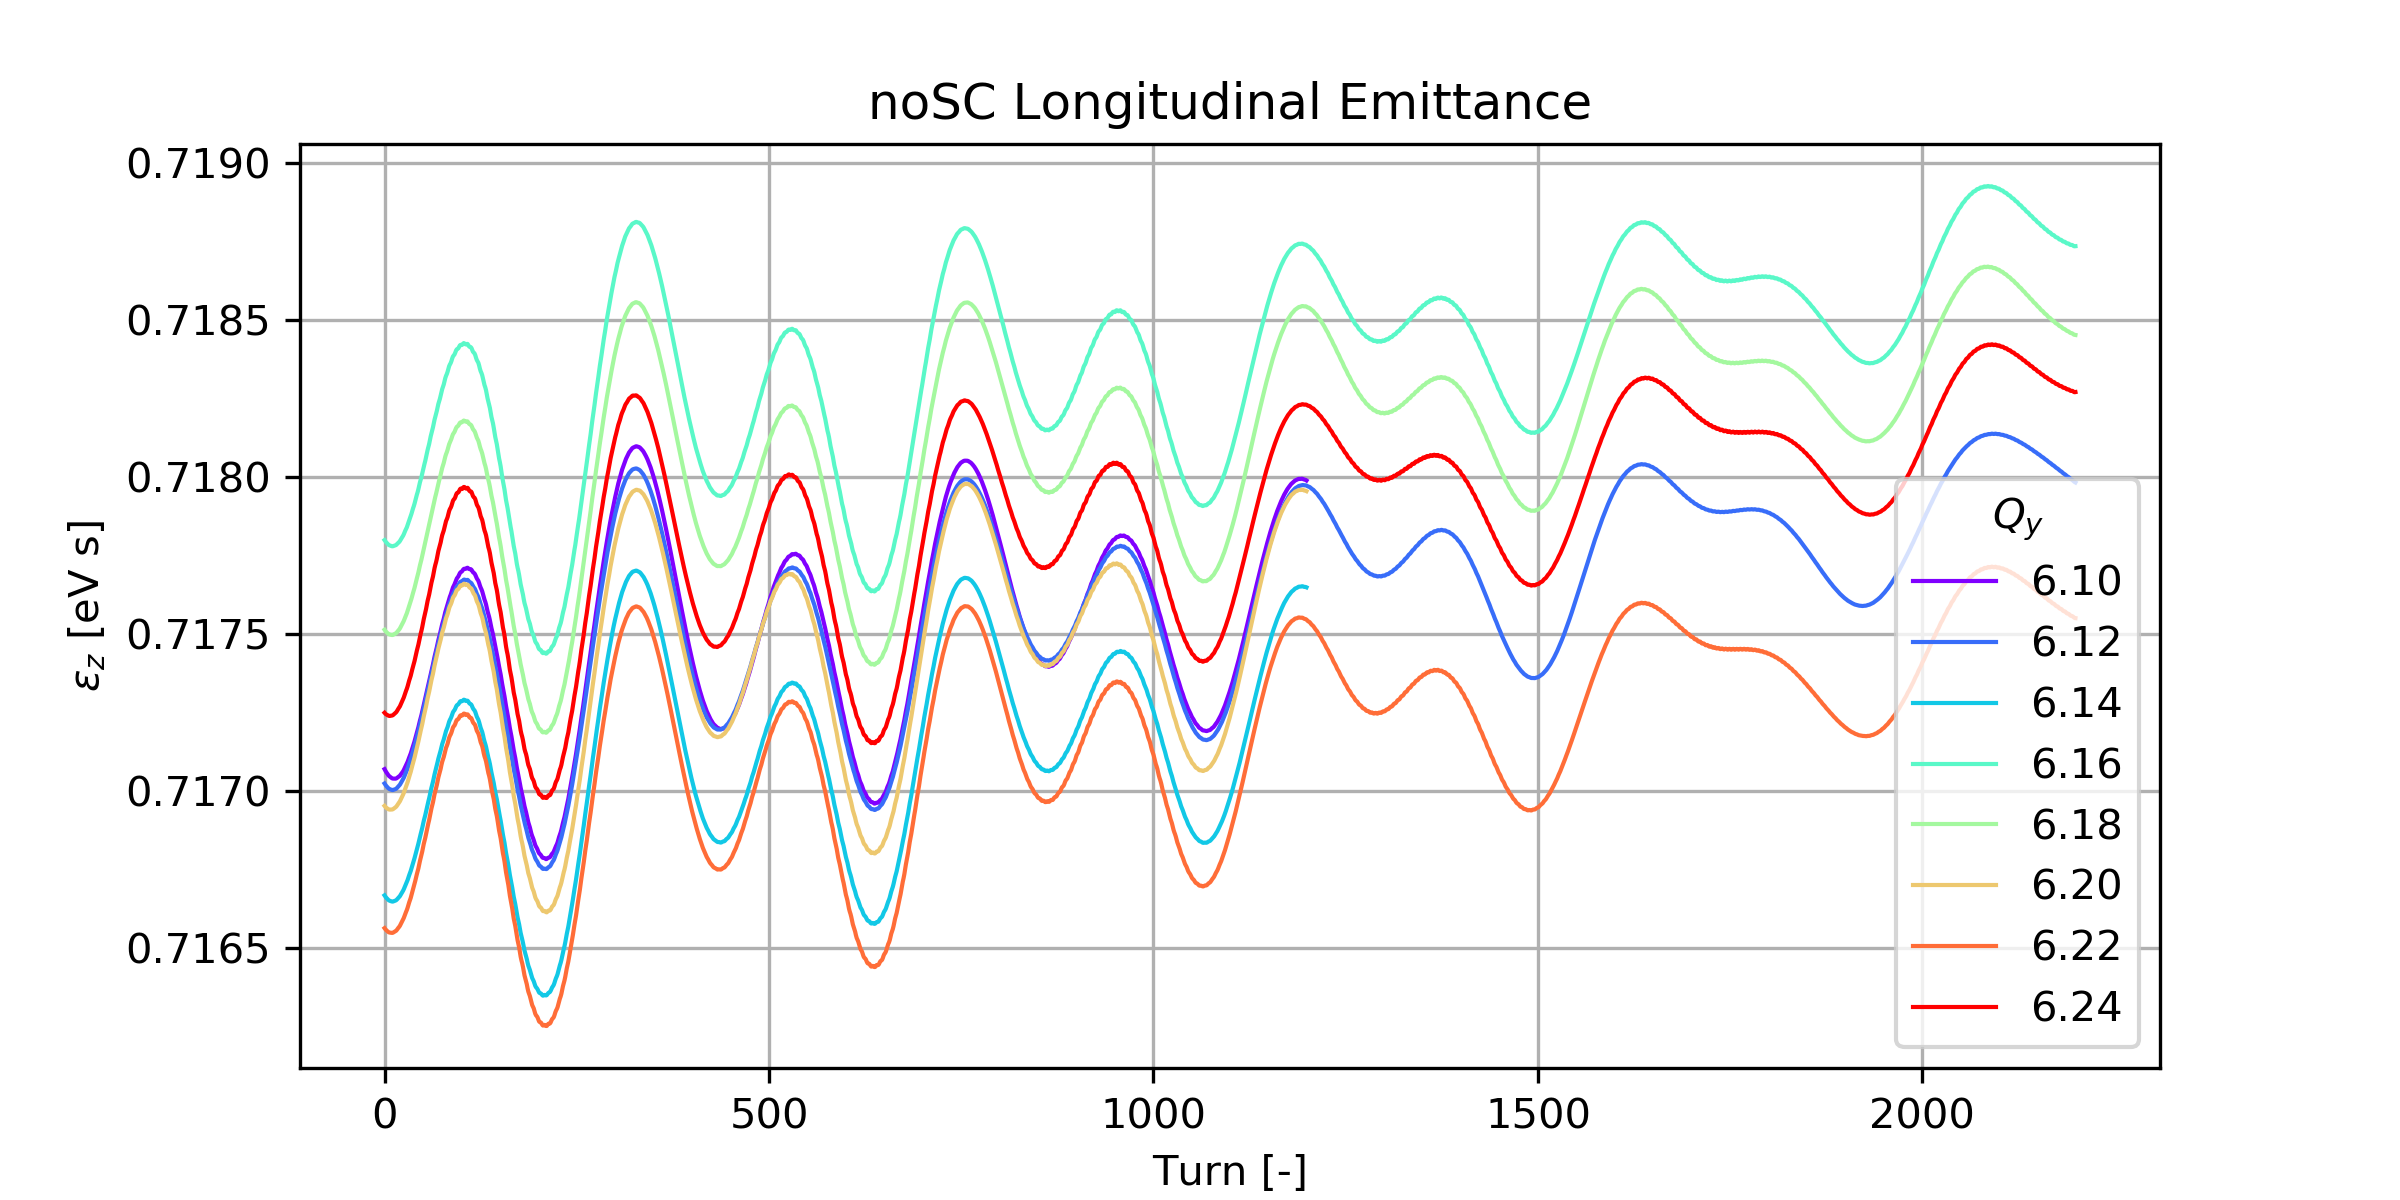 noSC Longitudinal Emittance
0.7190
0.7185
0.7180
0.7175
0.7170
0.7165
ε_z [eV s]
0 500 1000 1500 2000
Turn [-]
Q_y
6.10
6.12
6.14
6.16
6.18
6.20
6.22
6.24